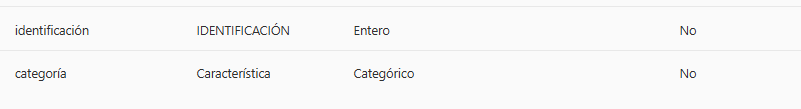 identificación IDENTIFICACIÓN Entero No
categoría Característica Categórico No